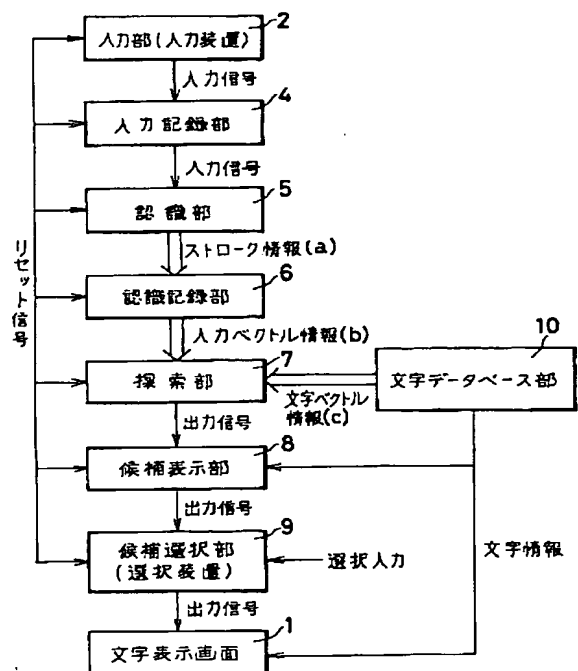 2
入力部(入力装置)
入力信号
4
入力記録部
入力信号
5
認識部
ストローク情報(a)
リセット信号
6
認識記録部
入力ベクトル情報(b)
7
探索部
10
文字データベース部
文字ベクトル
情報(c)
出力信号
8
候補表示部
出力信号
9
候補選択部
(選択装置)
選択入力
文字情報
出力信号
1
文字表示画面